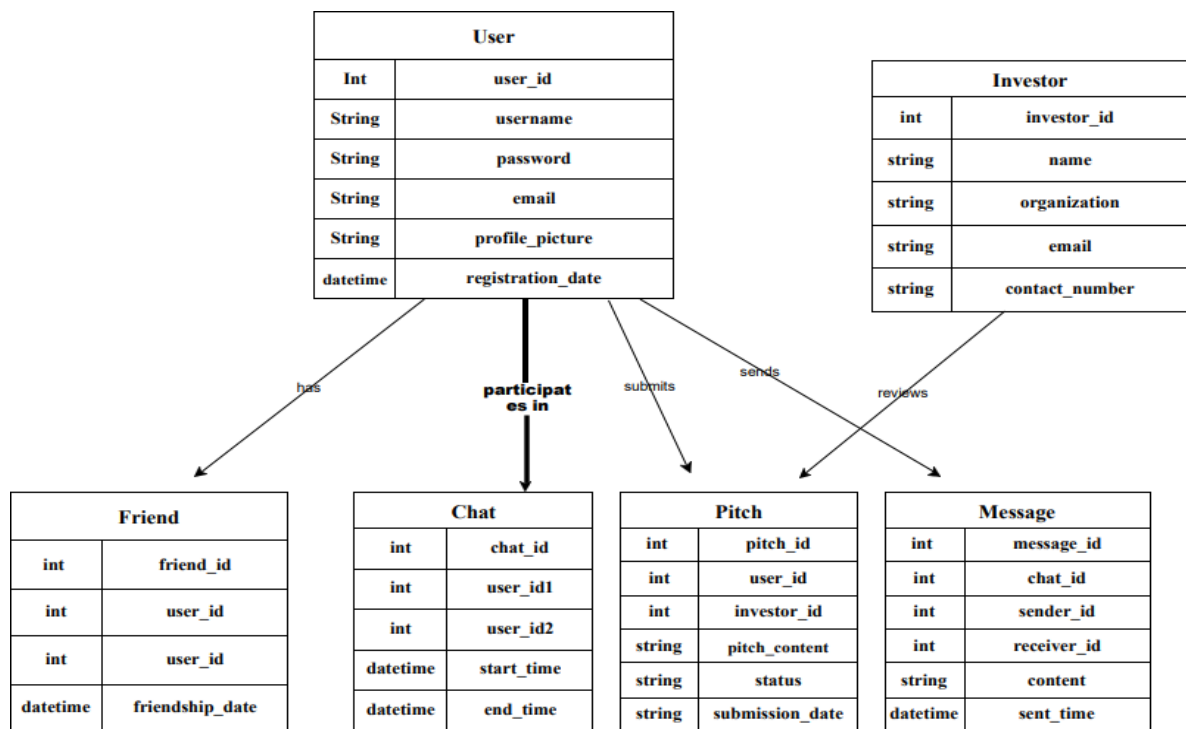 User
Int user_id
String username
String password
String email
String profile_picture
datetime registration_date
Investor
int investor_id
string name
string organization
string email
string contact_number
has
participat
es in
submits
sends
reviews
Friend
int friend_id
int user_id
int user_id
datetime friendship_date
Chat
int chat_id
int user_id1
int user_id2
datetime start_time
datetime end_time
Pitch
int pitch_id
int user_id
int investor_id
string pitch_content
string status
string submission_date
Message
int message_id
int chat_id
int sender_id
int receiver_id
string content
datetime sent_time